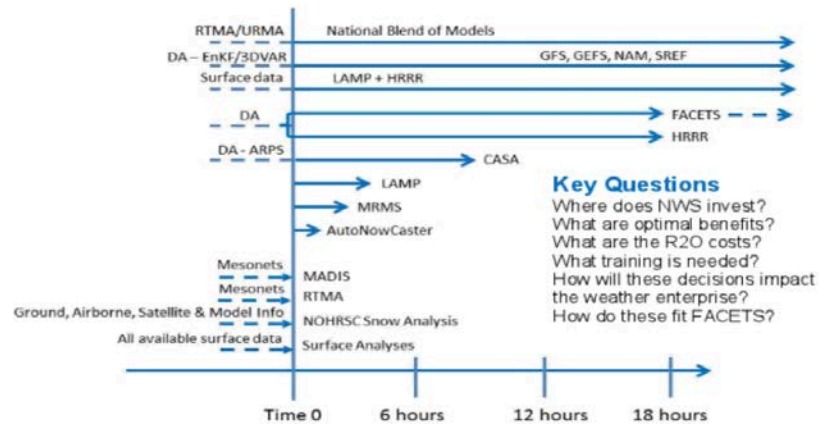 RTMA/URMA National Blend of Models
DA – EnKF/3DVAR GFS, GEFS, NAM, SREF
Surface data LAMP + HRRR
DA FACETS
HRRR
DA - ARPS CASA
LAMP
MRMS
AutoNowCaster
Key Questions
Where does NWS invest?
What are optimal benefits?
What are the R2O costs?
What training is needed?
How will these decisions impact
the weather enterprise?
How do these fit FACETS?
Mesonets MADIS
Mesonets RTMA
Ground, Airborne, Satellite & Model Info NOHRSC Snow Analysis
All available surface data Surface Analyses
Time 0 6 hours 12 hours 18 hours